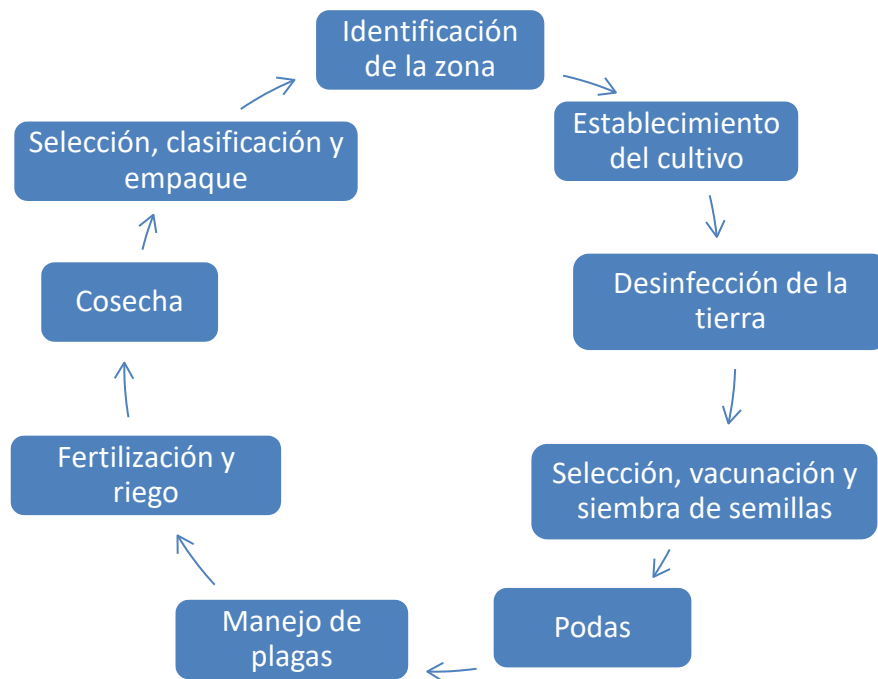 Identificación
de la zona
Establecimiento
del cultivo
Desinfección de la
tierra
Selección, vacunación y
siembra de semillas
Podas
Manejo de
plagas
Fertilización y
riego
Cosecha
Selección, clasificación y
empaque